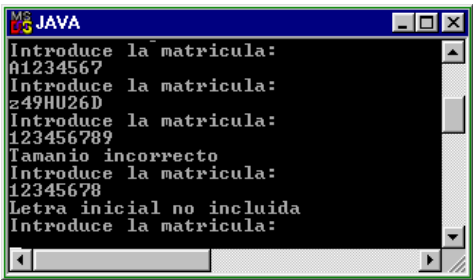 JAVA
Introduce la matricula:
A1234567
Introduce la matricula:
z49HU26D
Introduce la matricula:
123456789
Tamanio incorrecto
Introduce la matricula:
12345678
Letra inicial no incluida
Introduce la matricula: